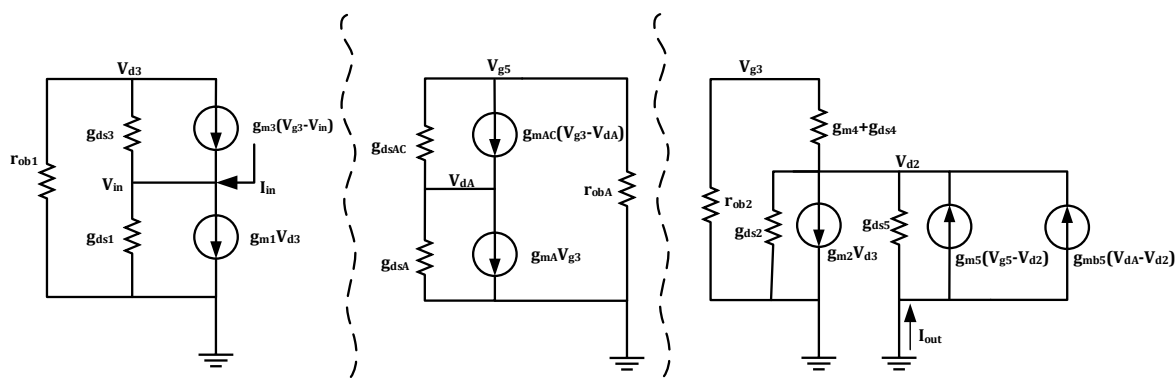 Vd3
gds3
gm3(Vg3-Vin)
rob1
Vin
Iin
gds1
gm1Vd3
Vg5
gdsAC
gmAC(Vg3-VdA)
VdA
robA
gdsA
gmAVg3
Vg3
gm4+gds4
Vd2
rob2
gds2
gm2Vd3
gds5
gm5(Vg5-Vd2)
gmb5(VdA-Vd2)
Iout